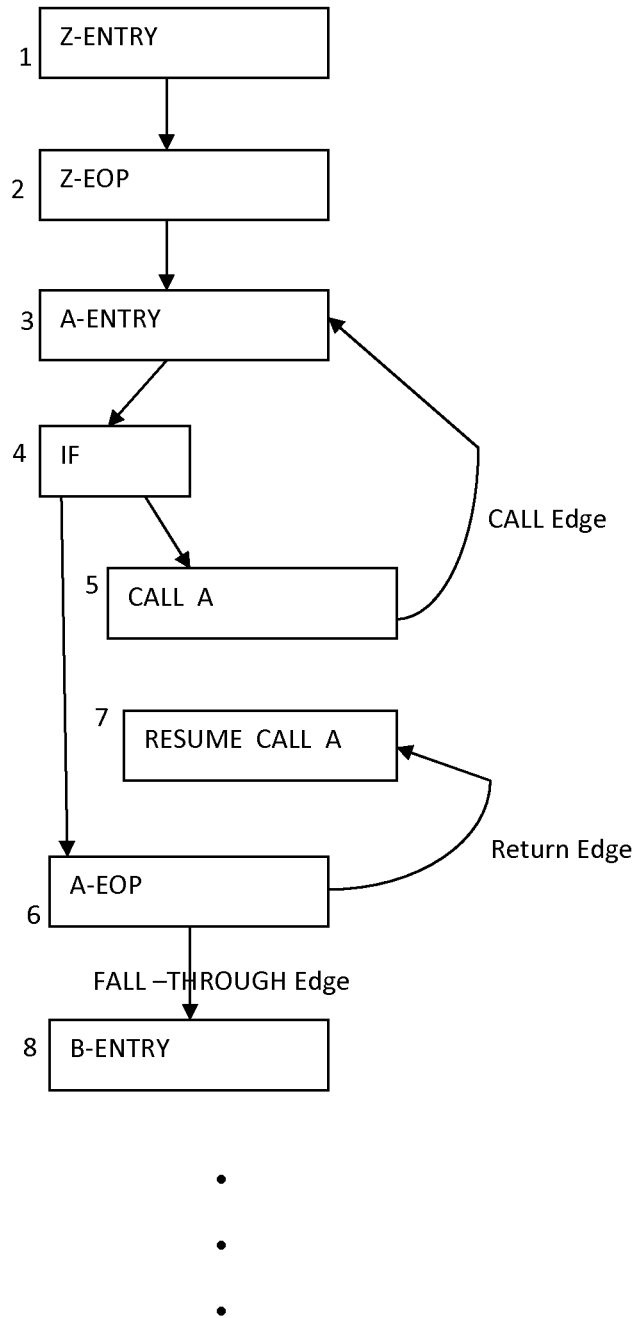 1
Z-ENTRY
2
Z-EOP
3
A-ENTRY
4
IF
CALL Edge
5
CALL A
7
RESUME CALL A
Return Edge
A-EOP
6
FALL –THROUGH Edge
8
B-ENTRY